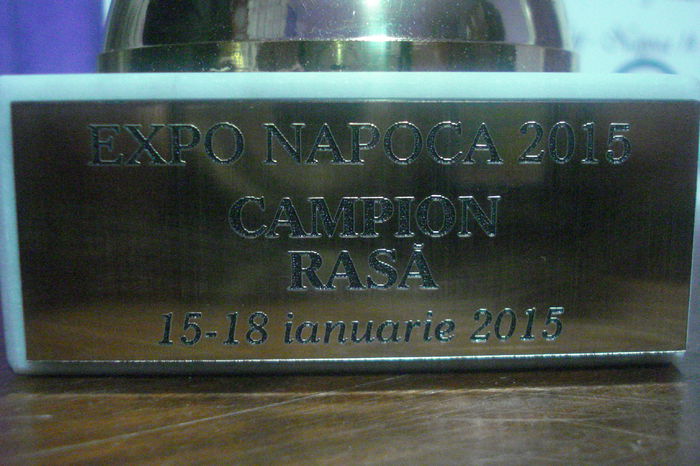 EXPO NAPOCA 2015
CAMPION
RASĂ
15-18 ianuarie 2015